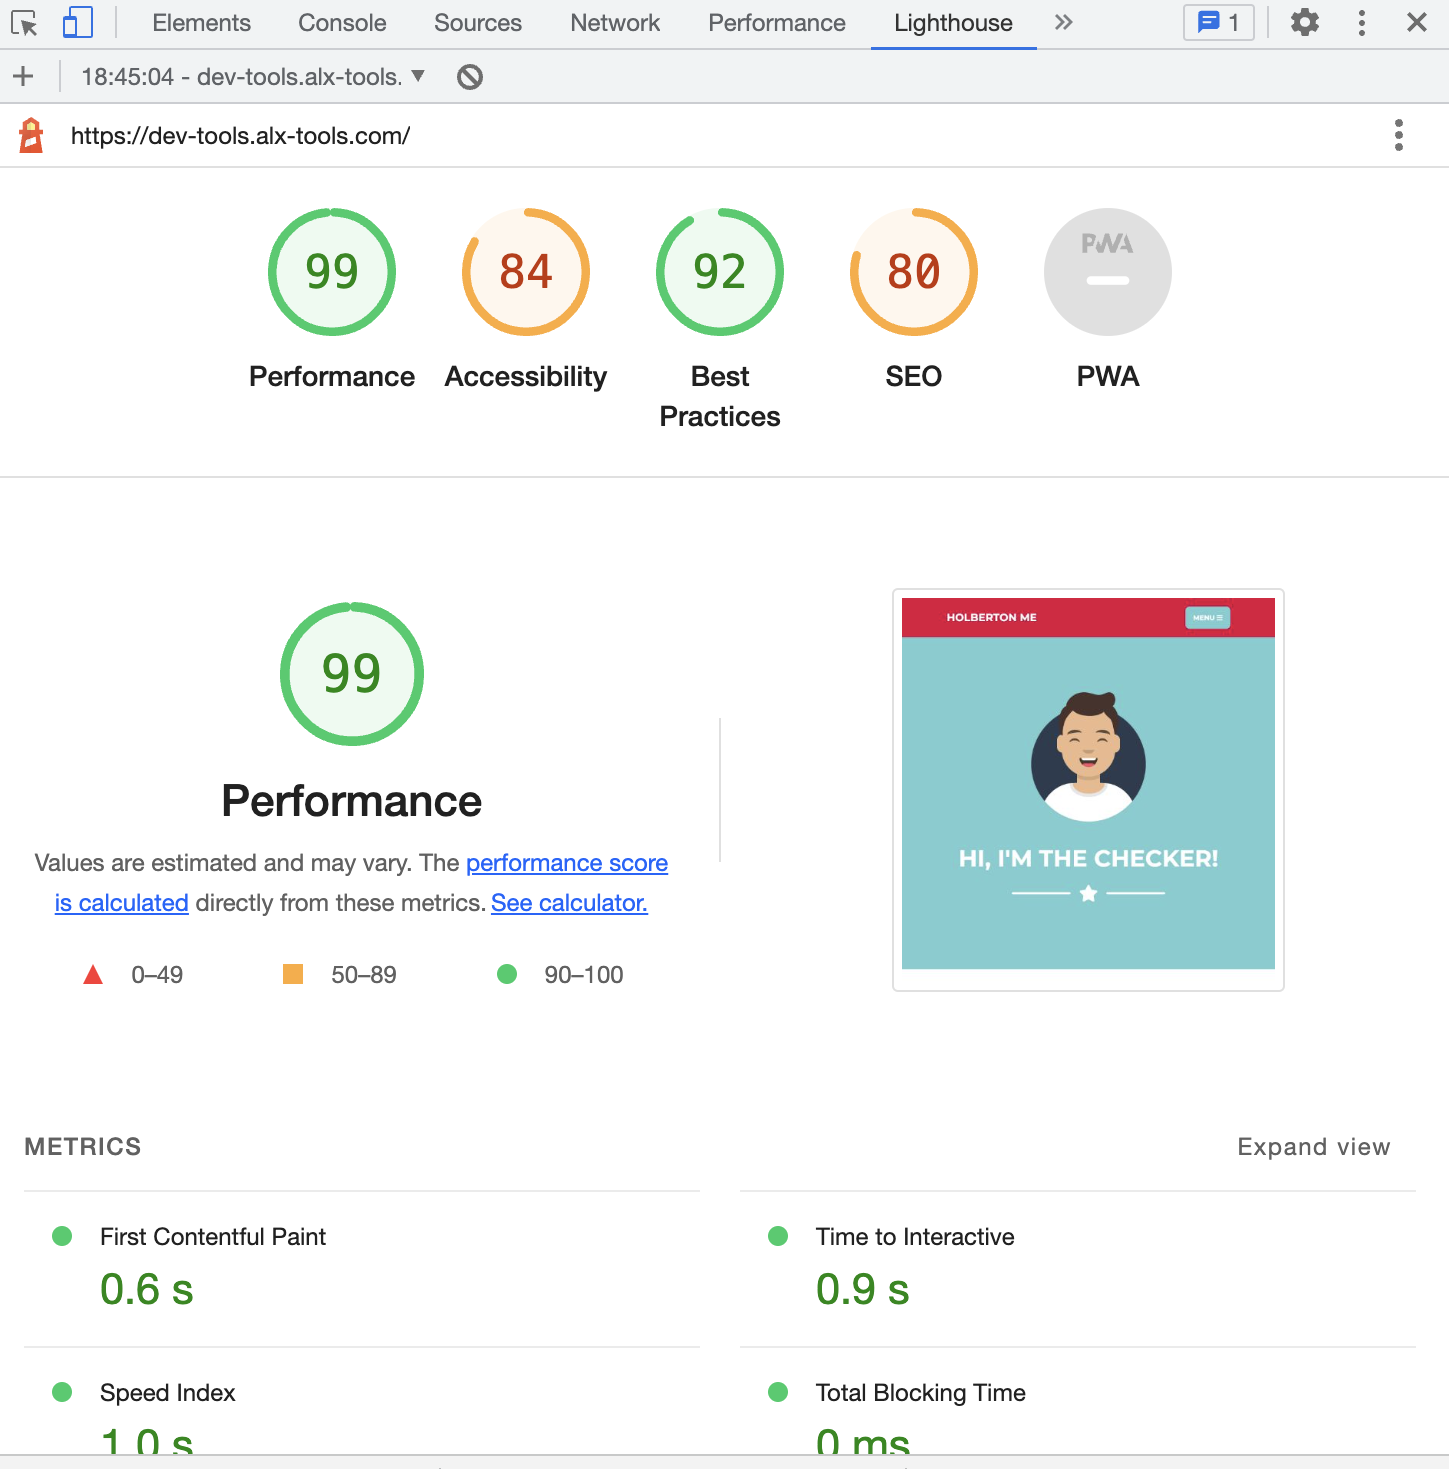 Elements Console Sources Network Performance Lighthouse » 1
18:45:04 - dev-tools.alx-tools.
https://dev-tools.alx-tools.com/
99 84 92 80 PWA
Performance Accessibility Best Practices SEO PWA
HOLBERTON ME MENU ☰
99
Performance
Values are estimated and may vary. The performance score
is calculated directly from these metrics. See calculator.
0–49 50–89 90–100
HI, I'M THE CHECKER!
METRICS Expand view
First Contentful Paint Time to Interactive
0.6 s 0.9 s
Speed Index Total Blocking Time
1.0 s 0 ms